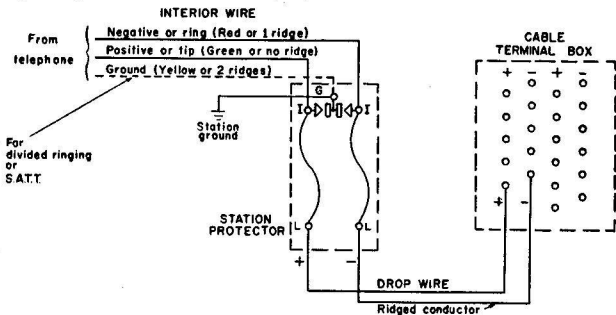 INTERIOR WIRE
From
telephone
Negative or ring (Red or 1 ridge)
Positive or tip (Green or no ridge)
Ground (Yellow or 2 ridges)
For
divided ringing
or
S.A.T.T.
Station
ground
G
I
I
STATION
PROTECTOR
L
L
+
–
CABLE
TERMINAL BOX
+ – + –
+
–
DROP WIRE
Ridged conductor